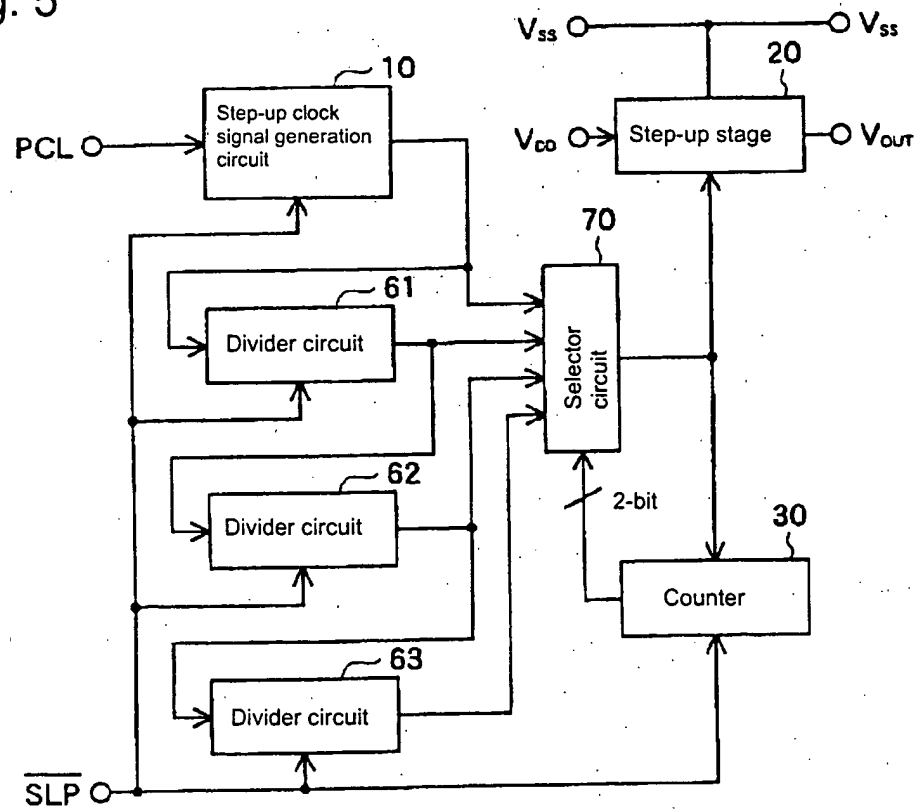 g. 5
VSS
VSS
10
20
Step-up clock
signal generation
circuit
Step-up stage
PCL
VDD
VOUT
70
61
Divider circuit
Selector
circuit
62
2-bit
Divider circuit
30
Counter
63
Divider circuit
SLP